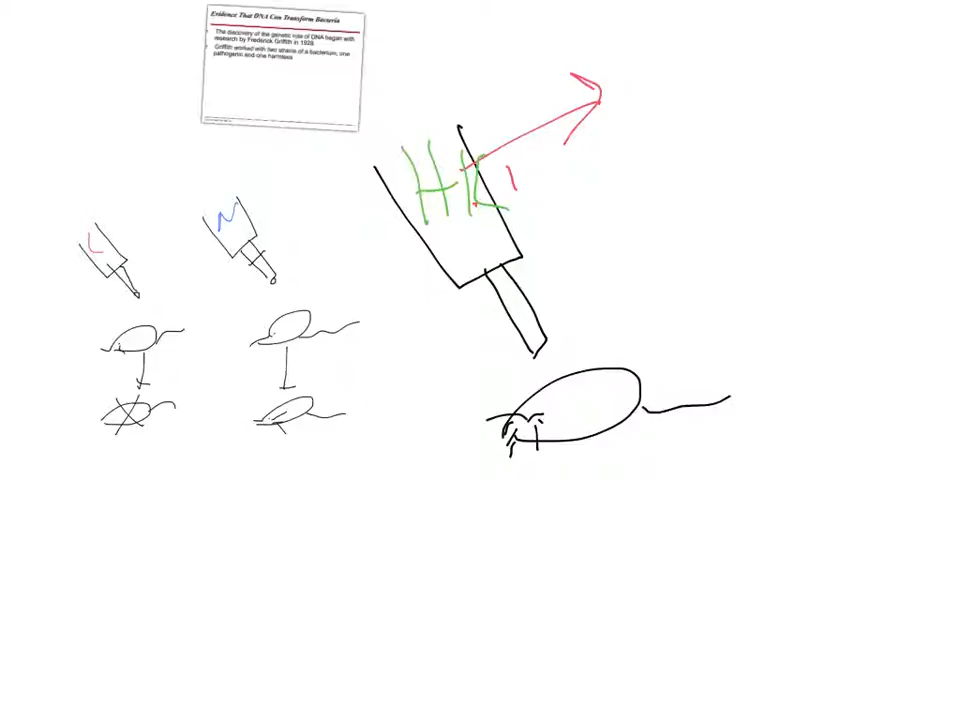 Evidence That DNA Can Transform Bacteria
The discovery of the genetic role of DNA began with
research by Frederick Griffith in 1928
Griffith worked with two strains of a bacterium, one
pathogenic and one harmless
L
N
HK